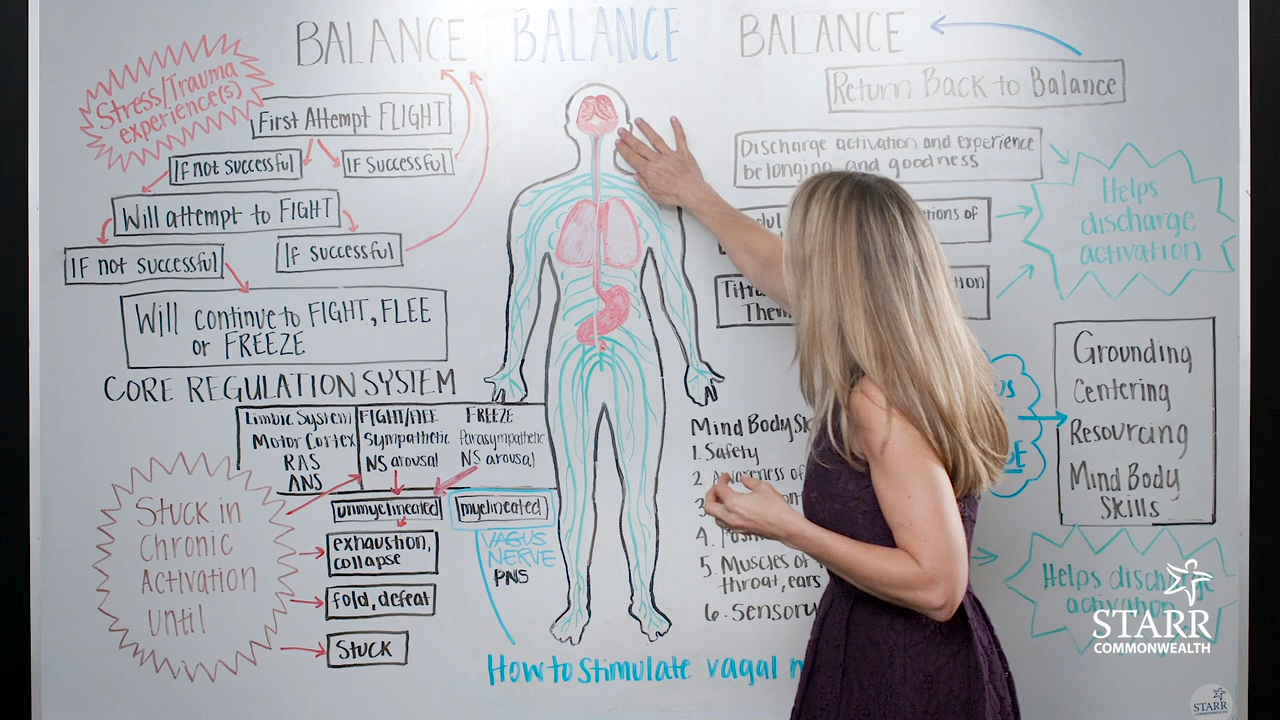 BALANCE BALANCE BALANCE
Stress/Trauma
experience(s)
First Attempt FLIGHT
If not successful
IF Successful
Will attempt to FIGHT
IF not successful
If successful
Will continue to FIGHT, FLEE
or FREEZE
CORE REGULATION SYSTEM
Limbic System
Motor Cortex
RAS
ANS
FIGHT/FLEE
Sympathetic
NS arousal
FREEZE
Parasympathetic
NS arousal
unmyelineated
myelineated
exhaustion,
collapse
fold, defeat
Stuck
Stuck in
Chronic
Activation
until
VAGUS
NERVE
PNS
How to Stimulate vagal
Return Back to Balance
Discharge activation and experience
belonging and goodness
of
Helps
discharge
activation
Mind Body
1. Safety
2 Awareness of
3
4.
5. Muscles of
throat, ears
6. Sensory
Grounding
Centering
Resourcing
Mind Body
Skills
Helps discharge
activation
STARR
COMMONWEALTH
STARR